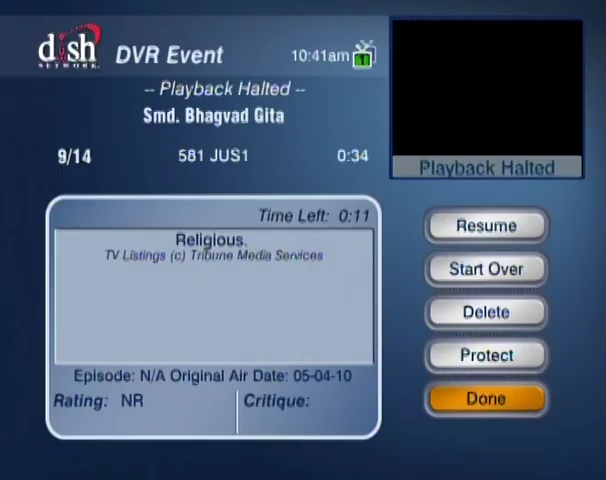 dish
NETWORK.
DVR Event
10:41am
1
-- Playback Halted --
Smd. Bhagvad Gita
9/14 581 JUS1 0:34
Playback Halted
Time Left: 0:11
Religious.
TV Listings (c) Tribune Media Services
Episode: N/A Original Air Date: 05-04-10
Rating: NR Critique:
Resume
Start Over
Delete
Protect
Done